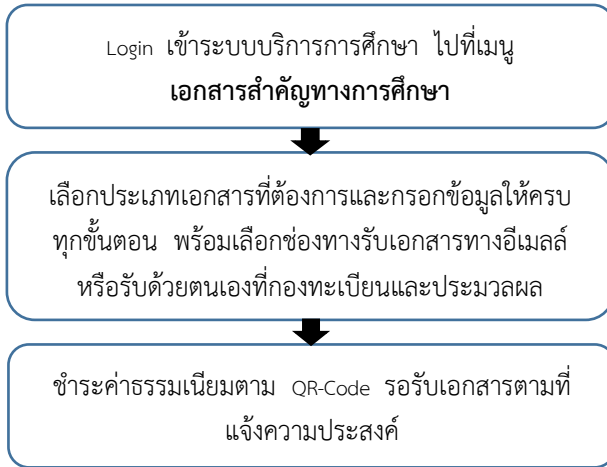 Login เข้าระบบบริการการศึกษา ไปที่เมนู
เอกสารสำคัญทางการศึกษา
เลือกประเภทเอกสารที่ต้องการและกรอกข้อมูลให้ครบ
ทุกขั้นตอน พร้อมเลือกช่องทางรับเอกสารทางอีเมลล์
หรือรับด้วยตนเองที่กองทะเบียนและประมวลผล
ชำระค่าธรรมเนียมตาม QR-Code รอรับเอกสารตามที่
แจ้งความประสงค์